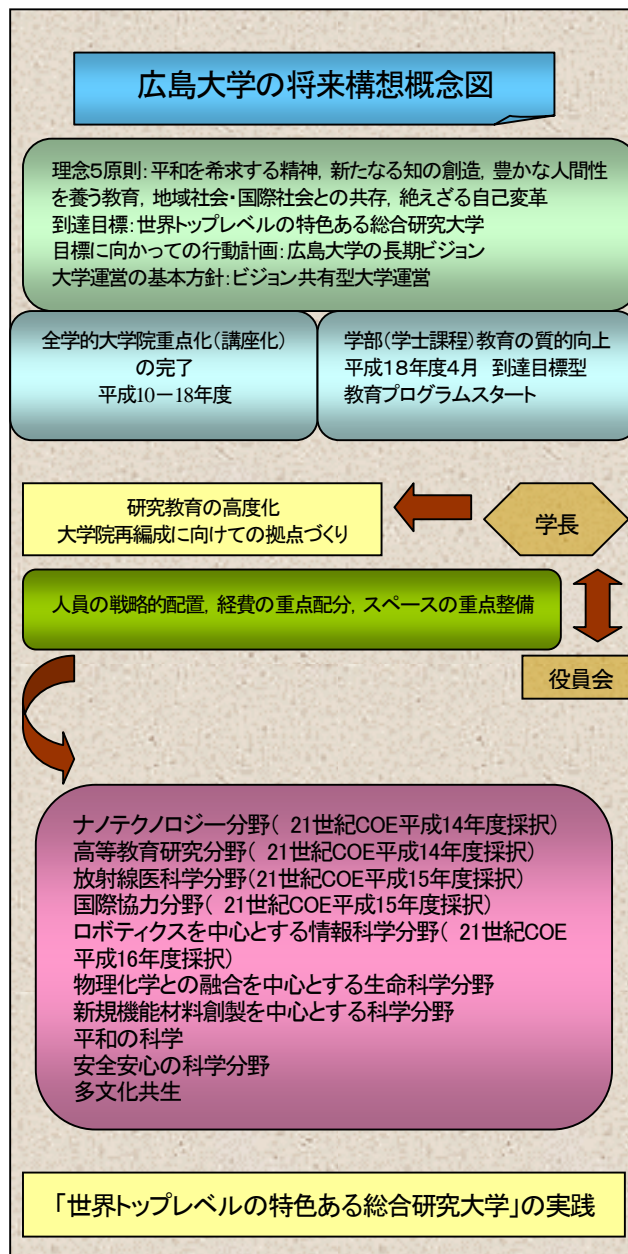 広島大学の将来構想概念図
理念5原則:平和を希求する精神, 新たなる知の創造, 豊かな人間性
を養う教育, 地域社会・国際社会との共存, 絶えざる自己変革
到達目標:世界トップレベルの特色ある総合研究大学
目標に向かっての行動計画:広島大学の長期ビジョン
大学運営の基本方針:ビジョン共有型大学運営
全学的大学院重点化(講座化)
の完了
平成10-18年度
学部(学士課程)教育の質的向上
平成18年度4月 到達目標型
教育プログラムスタート
研究教育の高度化
大学院再編成に向けての拠点づくり
学長
人員の戦略的配置, 経費の重点配分, スペースの重点整備
役員会
ナノテクノロジー分野( 21世紀COE平成14年度採択)
高等教育研究分野( 21世紀COE平成14年度採択)
放射線医科学分野(21世紀COE平成15年度採択)
国際協力分野( 21世紀COE平成15年度採択)
ロボティクスを中心とする情報科学分野( 21世紀COE
平成16年度採択)
物理化学との融合を中心とする生命科学分野
新規機能材料創製を中心とする科学分野
平和の科学
安全安心の科学分野
多文化共生
「世界トップレベルの特色ある総合研究大学」の実践